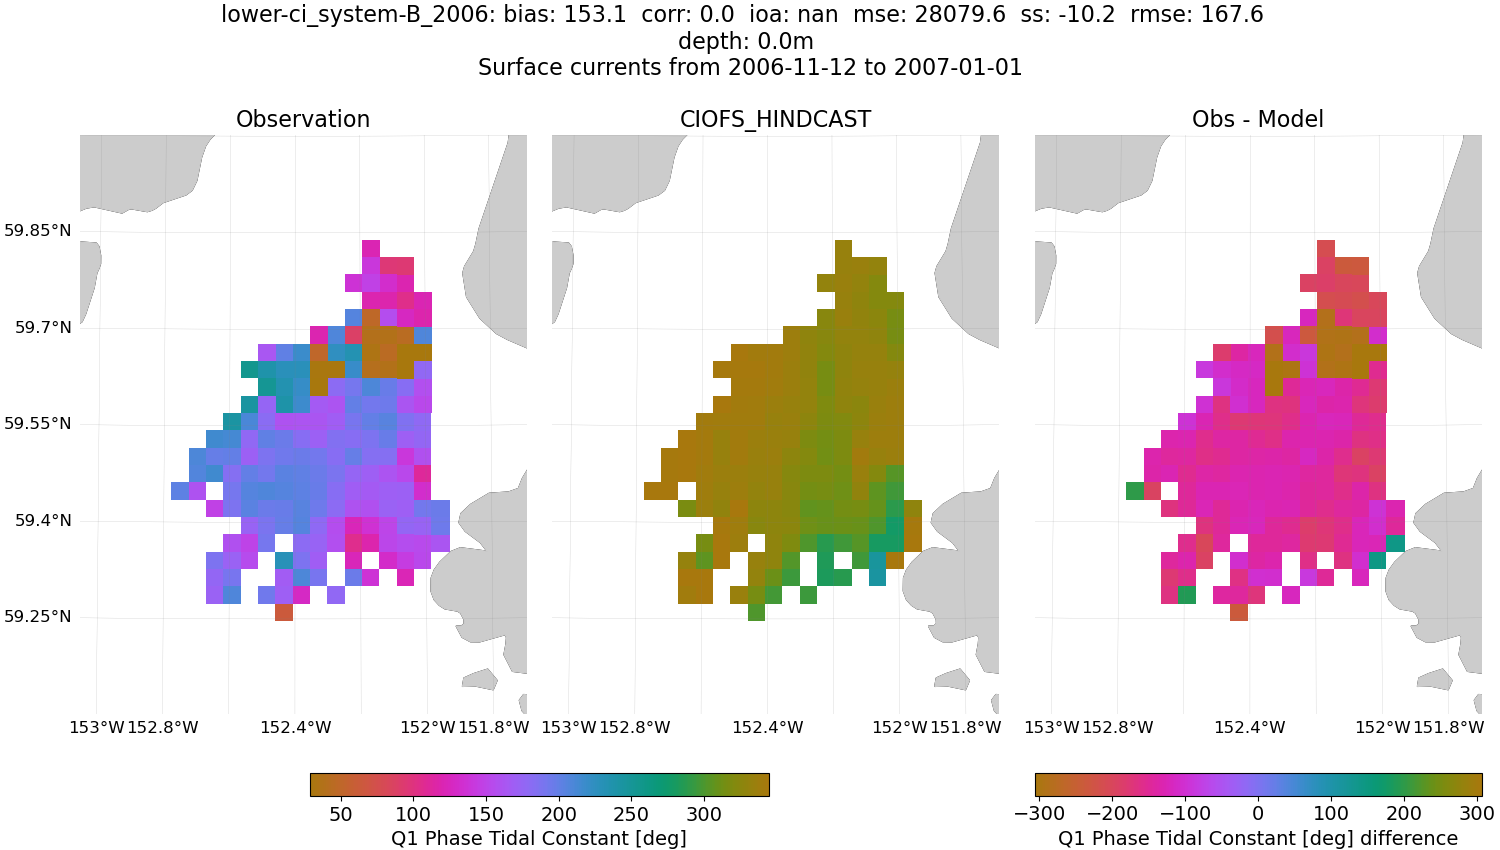 lower-ci_system-B_2006: bias: 153.1  corr: 0.0  ioa: nan  mse: 28079.6  ss: -10.2  rmse: 167.6
depth: 0.0m
Surface currents from 2006-11-12 to 2007-01-01
Observation
CIOFS_HINDCAST
Obs - Model
59.85°N
59.7°N
59.55°N
59.4°N
59.25°N
153°W 152.8°W 152.4°W 152°W 151.8°W
153°W 152.8°W 152.4°W 152°W 151.8°W
153°W 152.8°W 152.4°W 152°W 151.8°W
50 100 150 200 250 300
Q1 Phase Tidal Constant [deg]
−300 −200 −100 0 100 200 300
Q1 Phase Tidal Constant [deg] difference